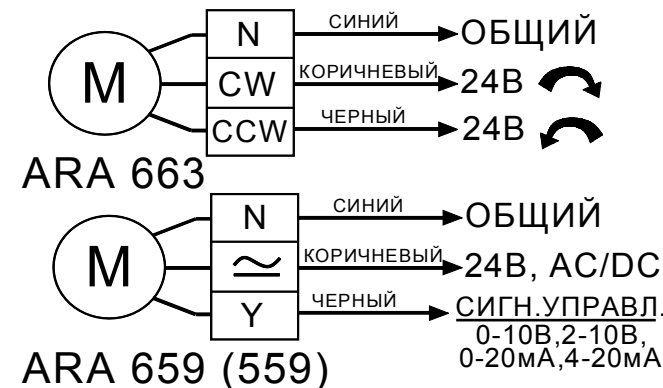 N СИНИЙ ОБЩИЙ
M CW КОРИЧНЕВЫЙ 24В
CCW ЧЕРНЫЙ 24В
ARA 663
N СИНИЙ ОБЩИЙ
M ≃ КОРИЧНЕВЫЙ 24В, AC/DC
Y ЧЕРНЫЙ СИГН.УПРАВЛ.
0-10В,2-10В,
0-20мА,4-20мА
ARA 659 (559)